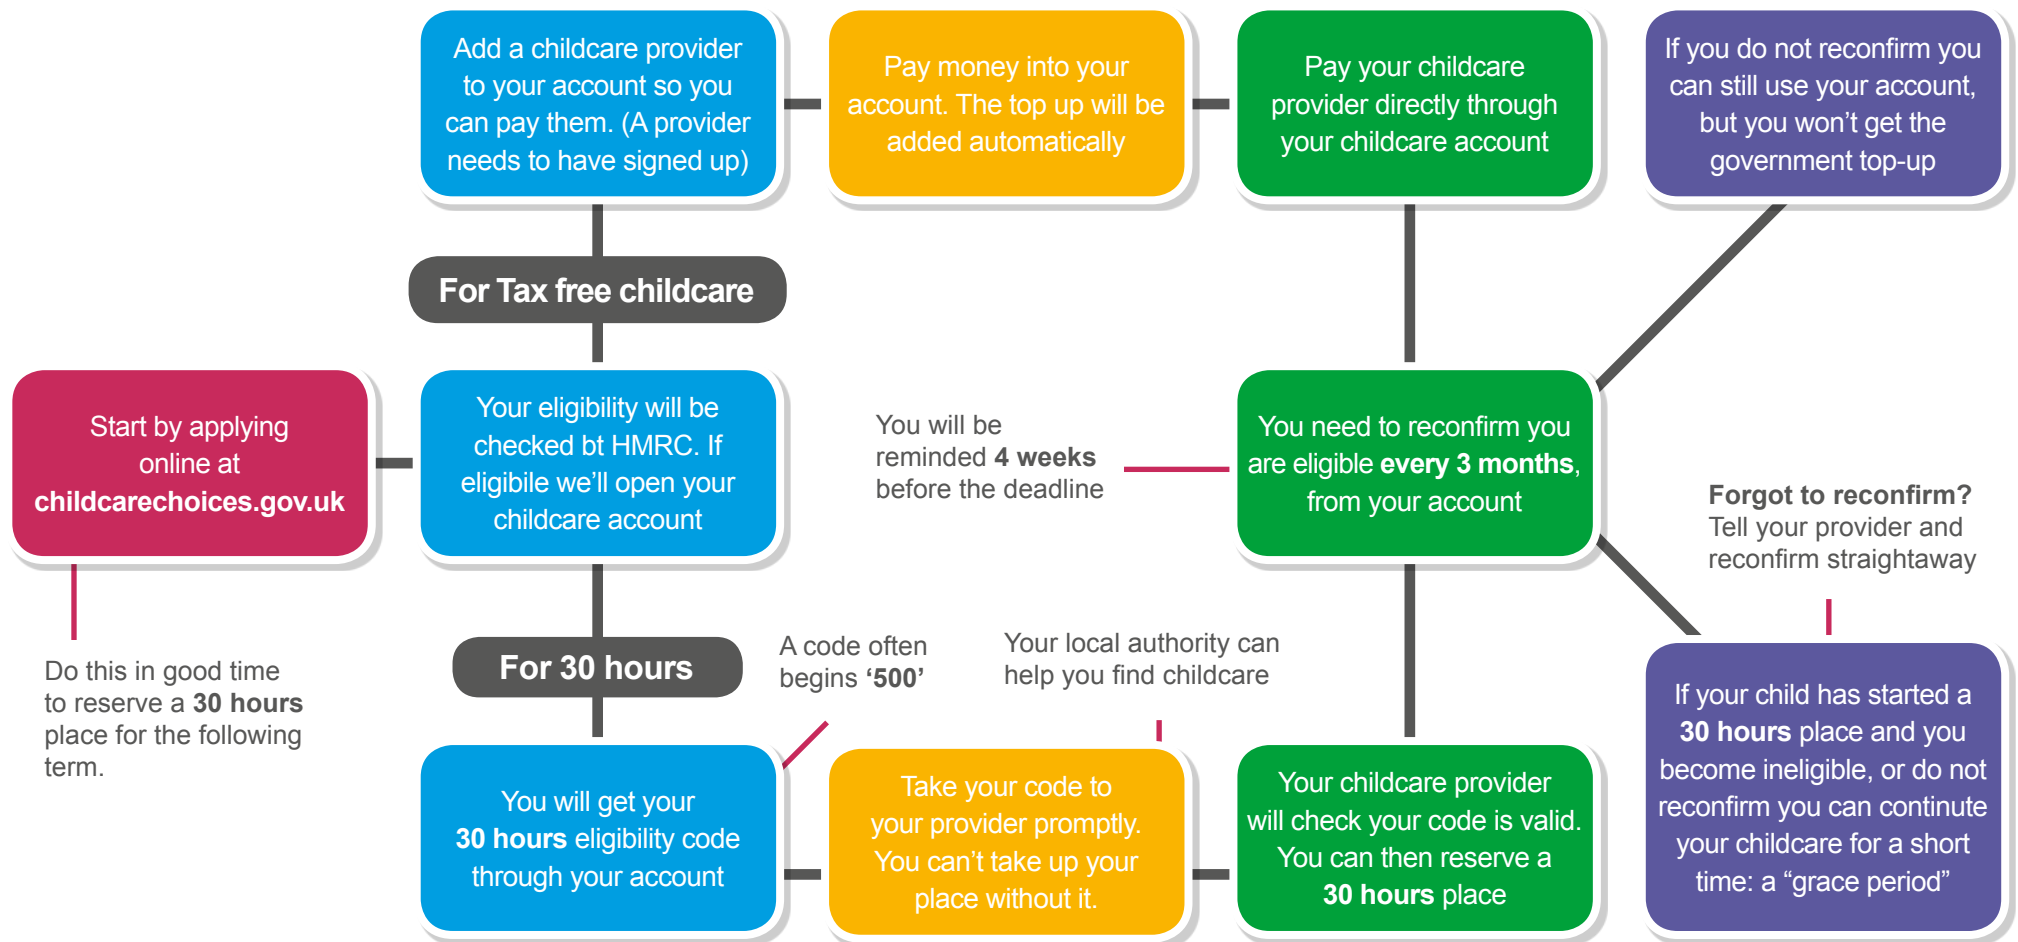 Add a childcare provider
to your account so you
can pay them. (A provider
needs to have signed up)
Pay money into your
account. The top up will be
added automatically
Pay your childcare
provider directly through
your childcare account
If you do not reconfirm you
can still use your account,
but you won’t get the
government top-up
For Tax free childcare
Start by applying
online at
childcarechoices.gov.uk
Your eligibility will be
checked bt HMRC. If
eligibile we’ll open your
childcare account
You will be
reminded 4 weeks
before the deadline
You need to reconfirm you
are eligible every 3 months,
from your account
Forgot to reconfirm?
Tell your provider and
reconfirm straightaway
Do this in good time
to reserve a 30 hours
place for the following
term.
For 30 hours
A code often
begins ‘500’
Your local authority can
help you find childcare
You will get your
30 hours eligibility code
through your account
Take your code to
your provider promptly.
You can’t take up your
place without it.
Your childcare provider
will check your code is valid.
You can then reserve a
30 hours place
If your child has started a
30 hours place and you
become ineligible, or do not
reconfirm you can continute
your childcare for a short
time: a “grace period”